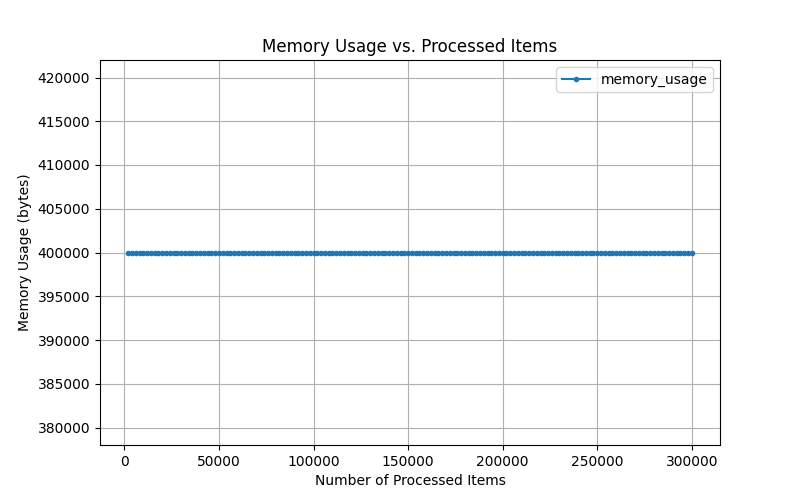 Memory Usage vs. Processed Items
memory_usage
420000
415000
410000
405000
400000
395000
390000
385000
380000
Memory Usage (bytes)
0 50000 100000 150000 200000 250000 300000
Number of Processed Items